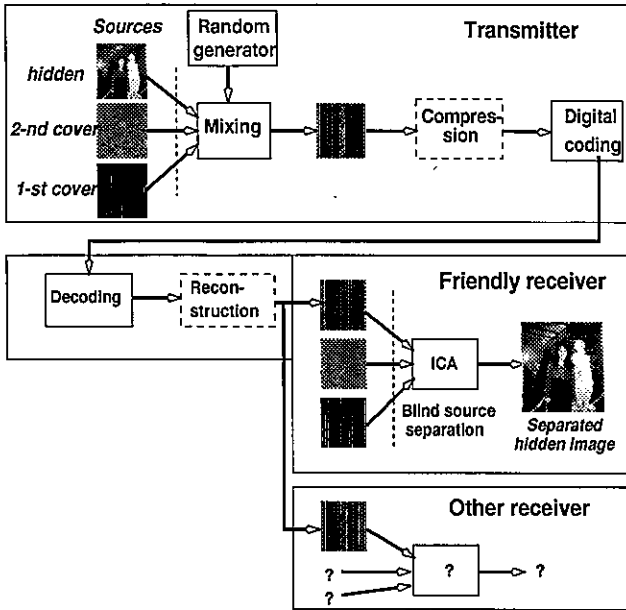 Sources
Random
generator
Transmitter
hidden
2-nd cover
1-st cover
Mixing
Compres-
sion
Digital
coding
Decoding
Recon-
struction
Friendly receiver
ICA
Blind source
separation
Separated
hidden image
Other receiver
?
?
?
?